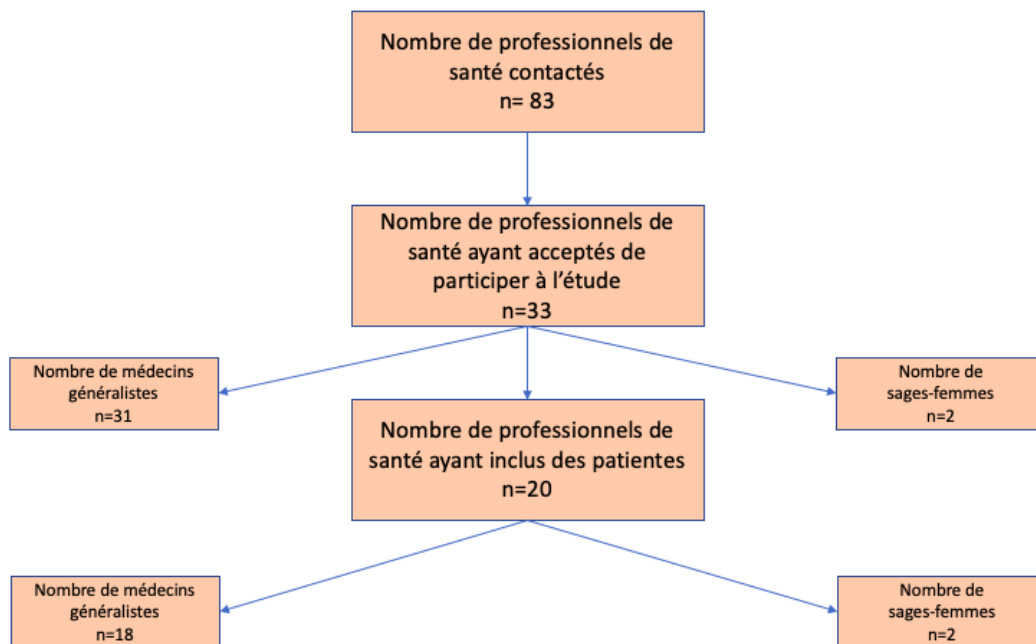 Nombre de professionnels de
santé contactés
n= 83
Nombre de professionnels de
santé ayant acceptés de
participer à l'étude
n=33
Nombre de médecins
généralistes
n=31
Nombre de
sages-femmes
n=2
Nombre de professionnels de
santé ayant inclus des patientes
n=20
Nombre de médecins
généralistes
n=18
Nombre de
sages-femmes
n=2